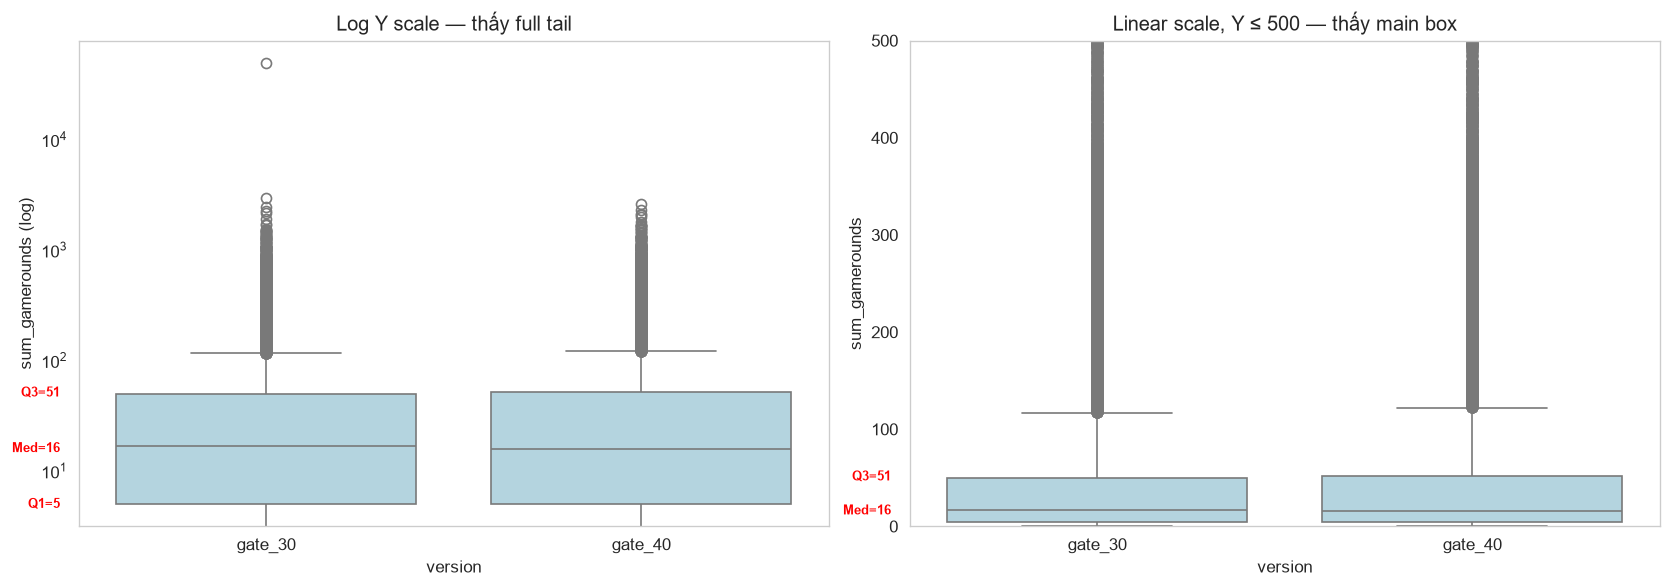 Log Y scale — thấy full tail
sum_gamerounds (log)
10^4
10^3
10^2
Q3=51
Med=16
10^1
Q1=5
gate_30
gate_40
version
Linear scale, Y ≤ 500 — thấy main box
sum_gamerounds
500
400
300
200
100
Q3=51
Med=16
0
gate_30
gate_40
version